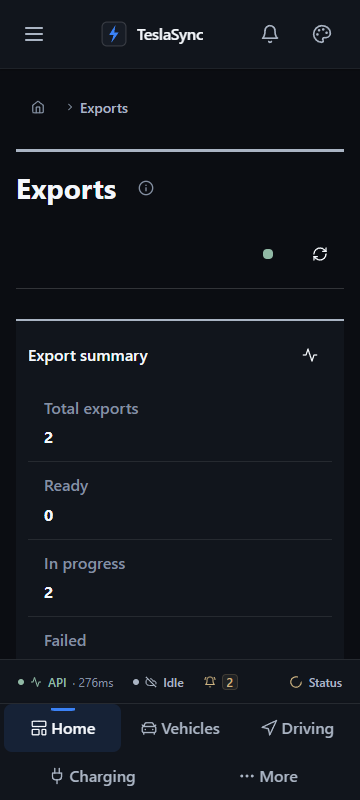 TeslaSync
Exports
Exports
Export summary
Total exports
2
Ready
0
In progress
2
Failed
API · 276ms Idle 2 Status
Home Vehicles Driving
Charging More